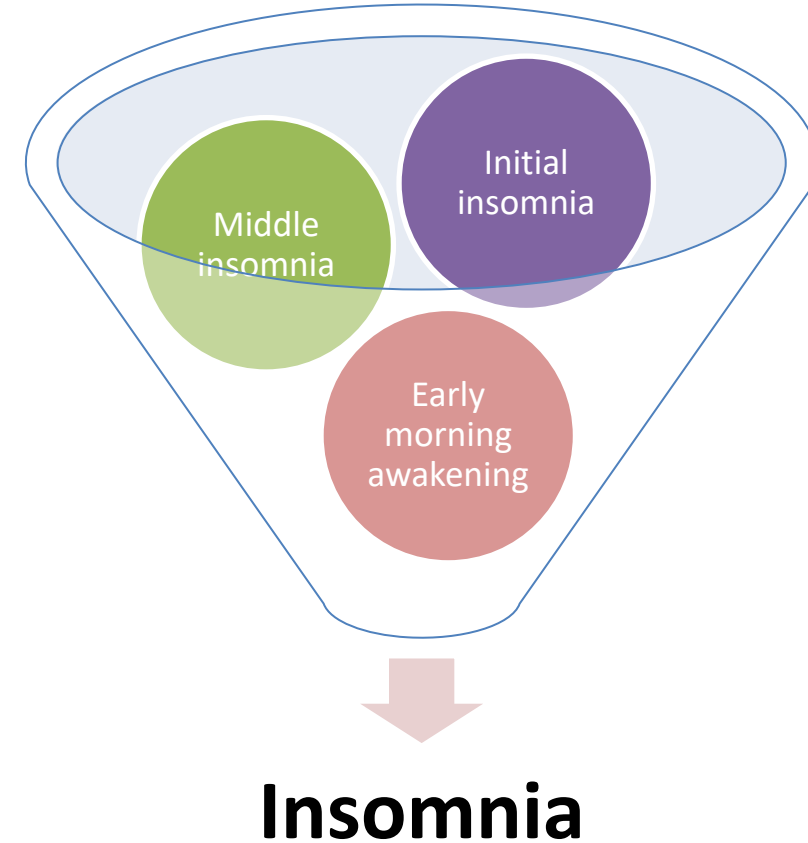 Initial
insomnia
Middle
insomnia
Early
morning
awakening
Insomnia